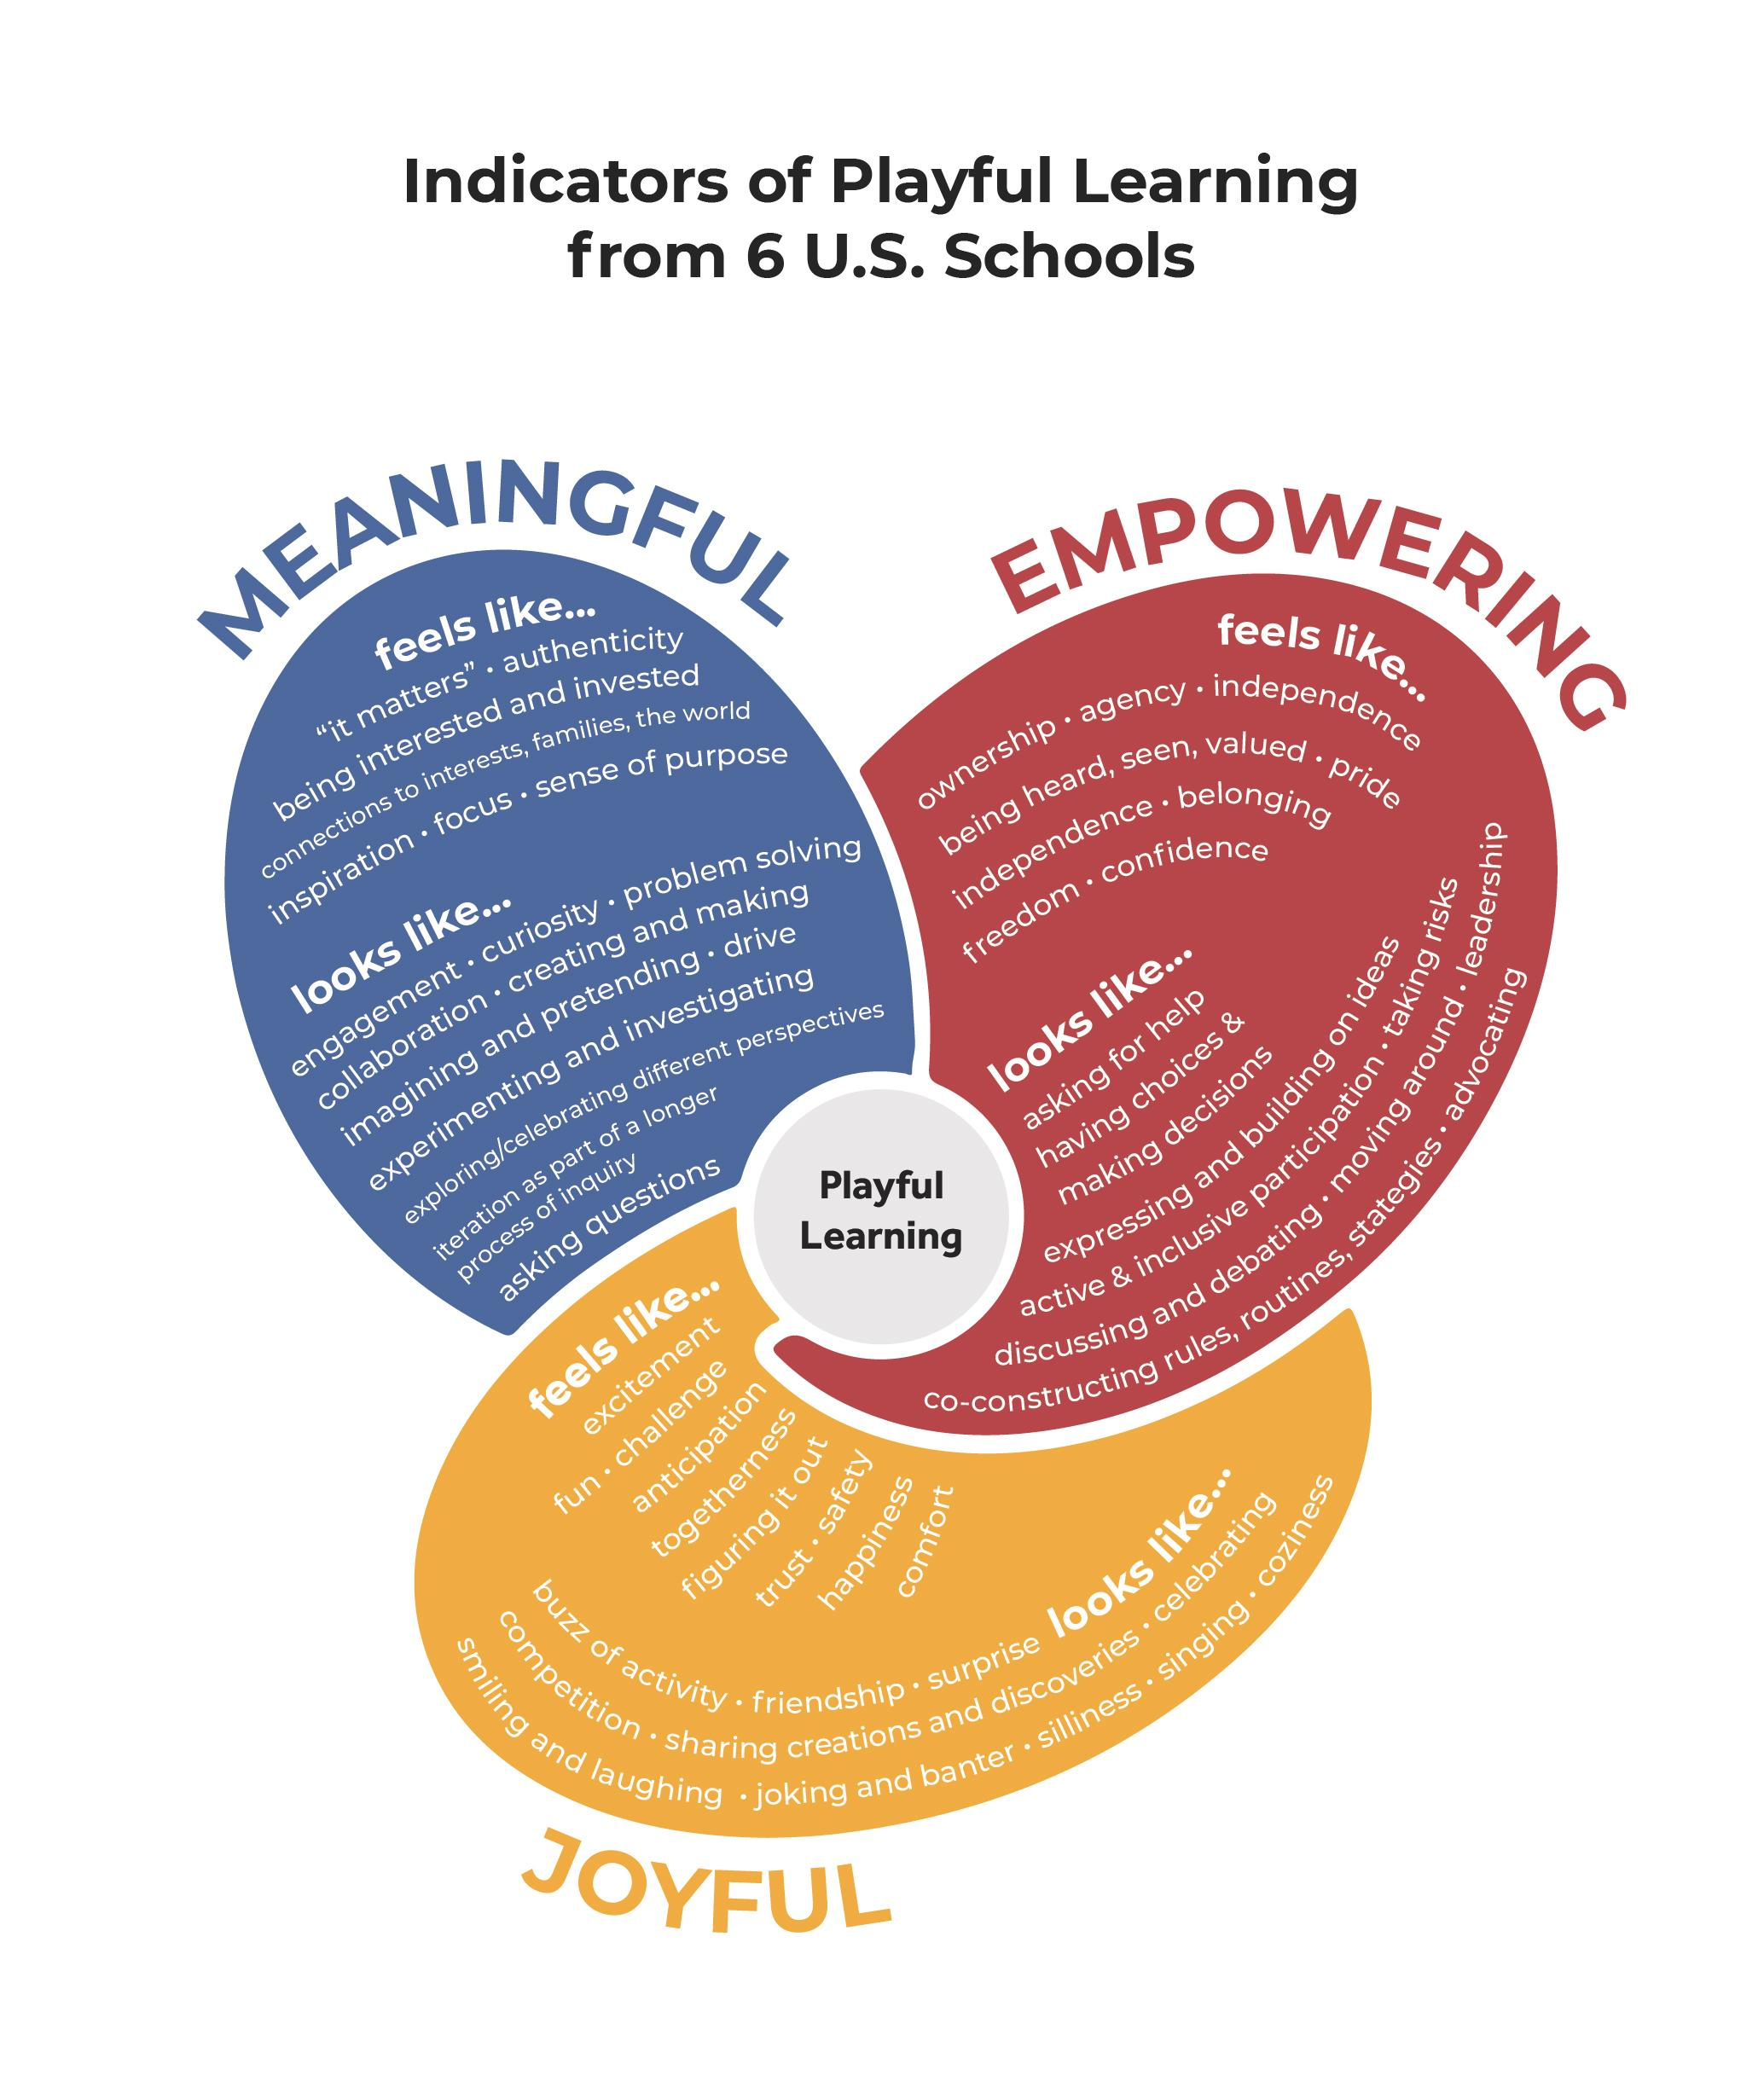 Indicators of Playful Learning
from 6 U.S. Schools
MEANINGFUL
feels like...
“it matters” · authenticity
being interested and invested
connections to interests, families, the world
inspiration · focus · sense of purpose
looks like...
engagement · curiosity · problem solving
collaboration · creating and making
imagining and pretending · drive
experimenting and investigating
exploring/celebrating different perspectives
iteration as part of a longer
process of inquiry
asking questions
EMPOWERING
feels like...
ownership · agency · independence
being heard, seen, valued · pride
independence · belonging
freedom · confidence
looks like...
asking for help
having choices &
making decisions
expressing and building on ideas
active & inclusive participation · taking risks
discussing and debating · moving around · leadership
co-constructing rules, routines, stategies · advocating
Playful
Learning
feels like...
excitement
fun · challenge
anticipation
togetherness
figuring it out
trust · safety
happiness
comfort
looks like...
buzz of activity · friendship · surprise
competition · sharing creations and discoveries · celebrating
smiling and laughing · joking and banter · silliness · singing · coziness
JOYFUL